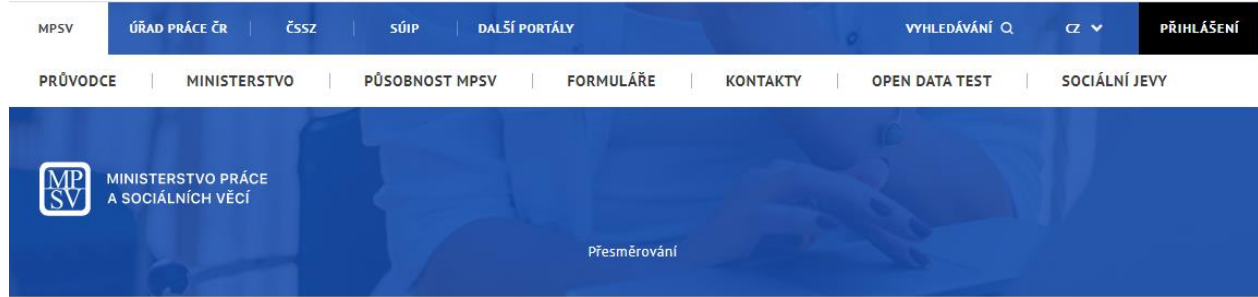 MPSV ÚŘAD PRÁCE ČR ČSSZ SÚIP DALŠÍ PORTÁLY VYHLEDÁVÁNÍ CZ PŘIHLÁŠENÍ
PRŮVODCE MINISTERSTVO PŮSOBNOST MPSV FORMULÁŘE KONTAKTY OPEN DATA TEST SOCIÁLNÍ JEVY
MP
SV
MINISTERSTVO PRÁCE
A SOCIÁLNÍCH VĚCÍ
Přesměrování